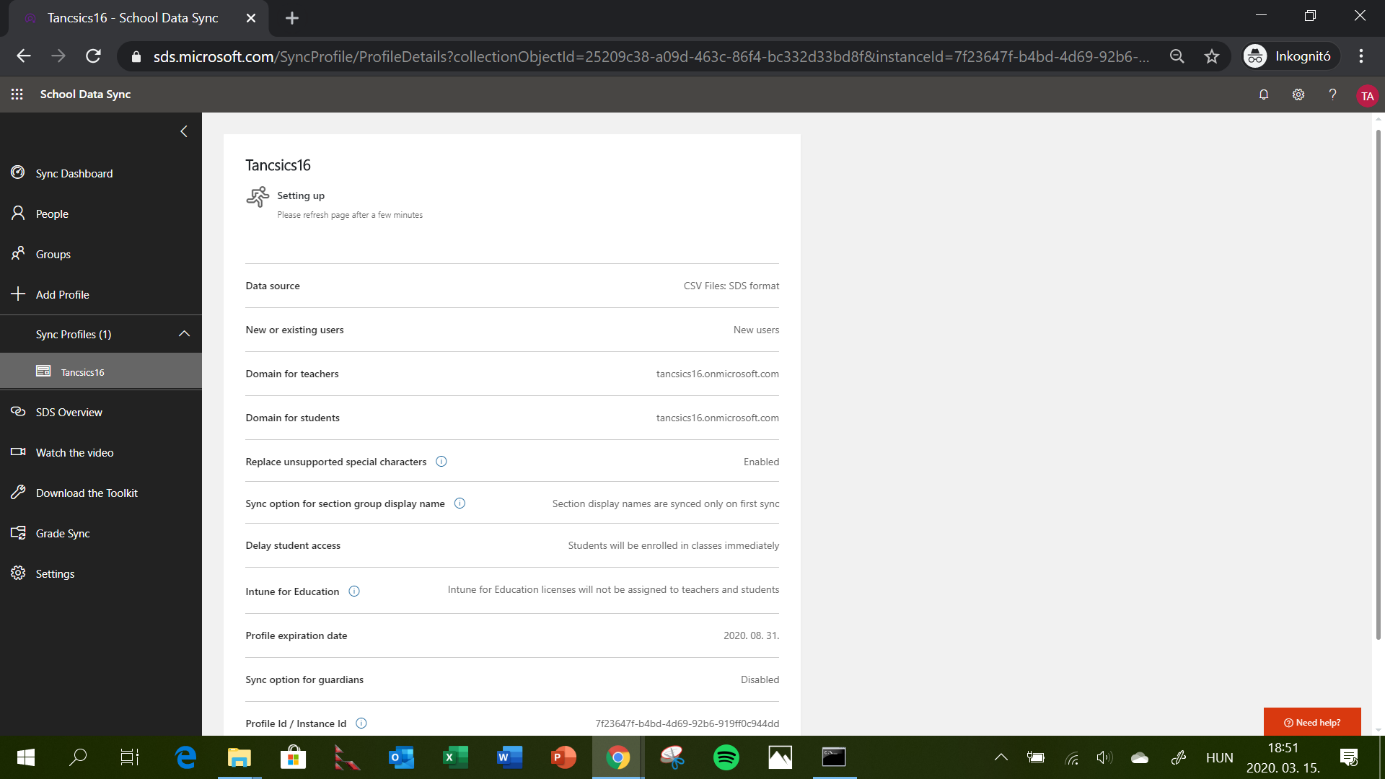 Tancsics16 - School Data Sync
sds.microsoft.com/SyncProfile/ProfileDetails?collectionObjectId=25209c38-a09d-463c-86f4-bc332d33bd8f&instanceId=7f23647f-b4bd-4d69-92b6-...
Inkognitó
School Data Sync
TA
Sync Dashboard
People
Groups
Add Profile
Sync Profiles (1)
Tancsics16
SDS Overview
Watch the video
Download the Toolkit
Grade Sync
Settings
Tancsics16
Setting up
Please refresh page after a few minutes
Data source CSV Files: SDS format
New or existing users New users
Domain for teachers tancsics16.onmicrosoft.com
Domain for students tancsics16.onmicrosoft.com
Replace unsupported special characters Enabled
Sync option for section group display name Section display names are synced only on first sync
Delay student access Students will be enrolled in classes immediately
Intune for Education Intune for Education licenses will not be assigned to teachers and students
Profile expiration date 2020. 08. 31.
Sync option for guardians Disabled
Profile Id / Instance Id 7f23647f-b4bd-4d69-92b6-919ff0c944dd
Need help?
HUN
18:51
2020. 03. 15.